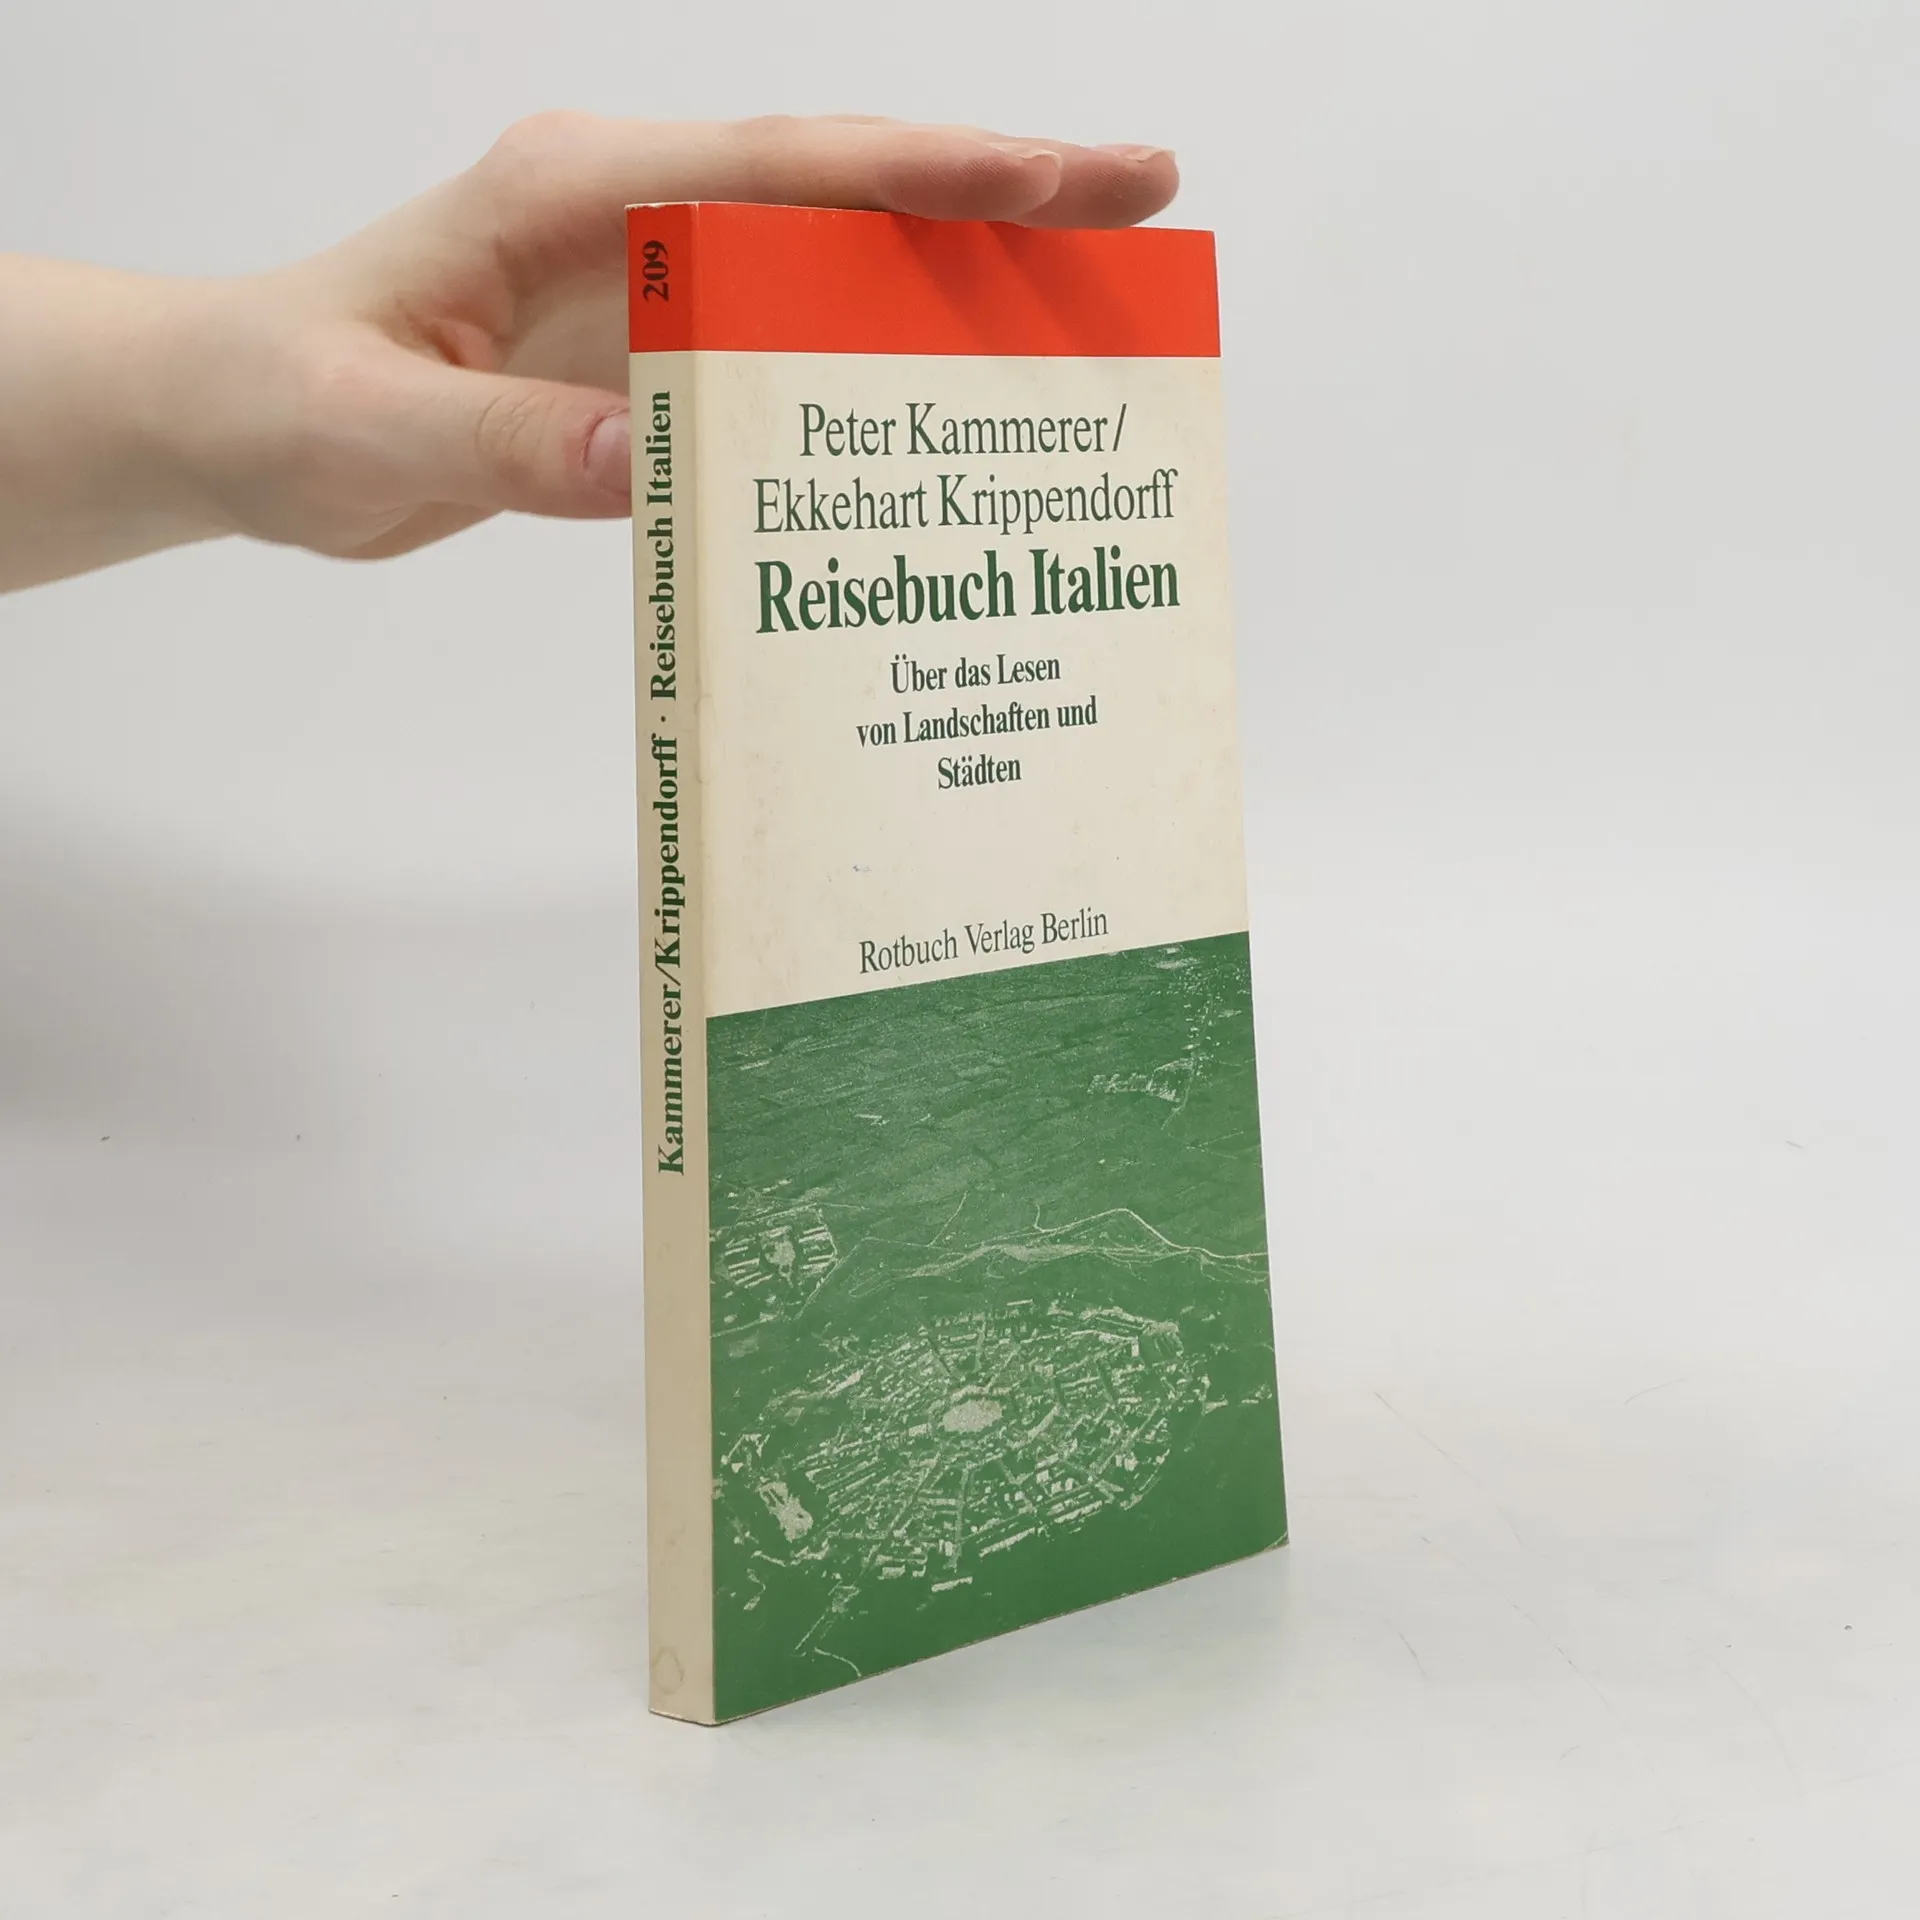 209
Kammerer/Krippendorff · Reisebuch Italien
Peter Kammerer/
Ekkehart Krippendorff
Reisebuch Italien
Über das Lesen
von Landschaften und
Städten
Rotbuch Verlag Berlin